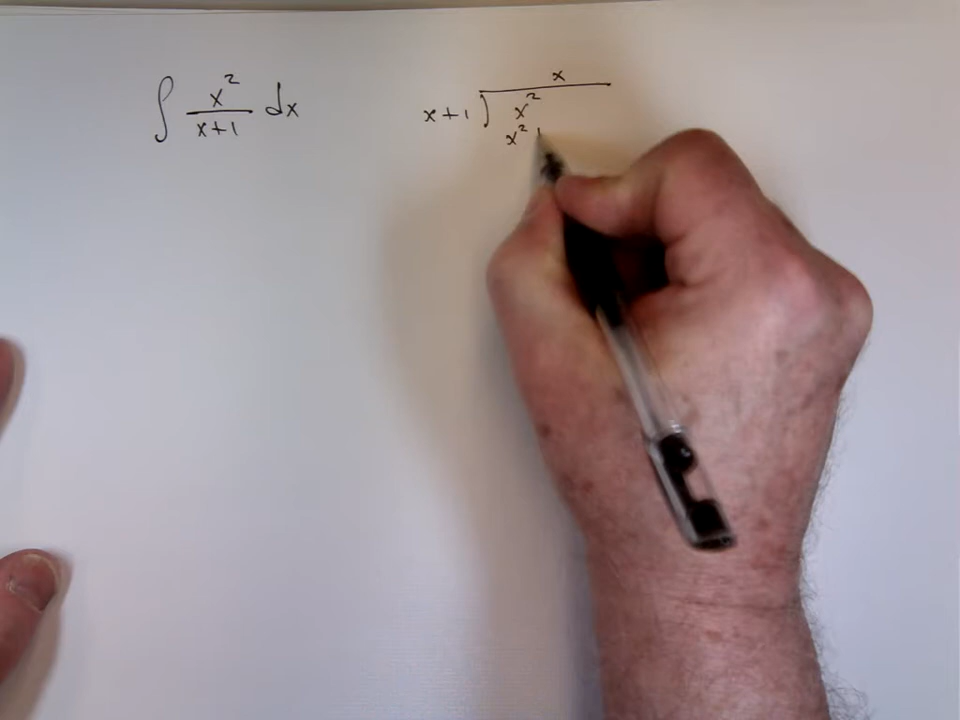 ∫ x²/(x+1) dx
x
x+1 ) x²
x²